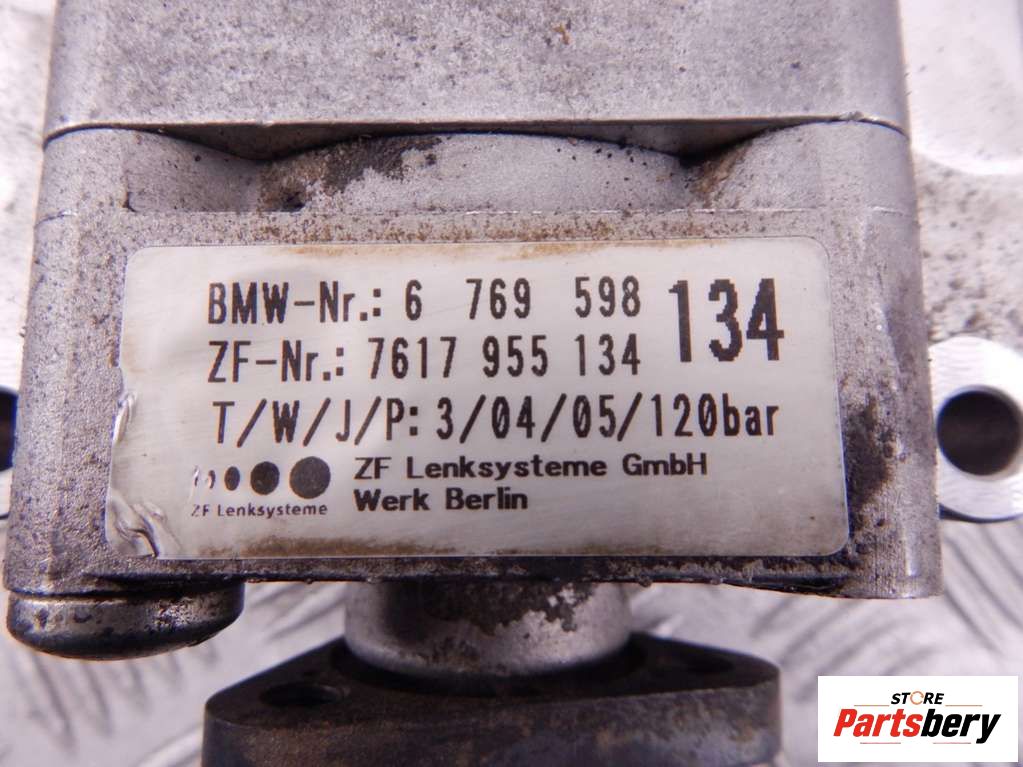 BMW-Nr.: 6 769 598
134
ZF-Nr.: 7617 955 134
T/W/J/P: 3/04/05/120bar
ZF Lenksysteme GmbH
Werk Berlin
ZF Lenksysteme
STORE
Partsbery